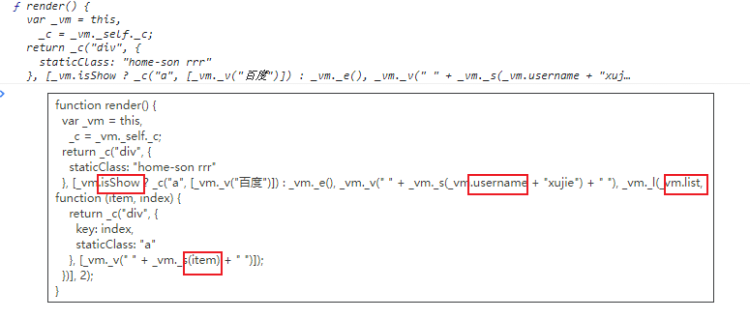 f render() {
var _vm = this,
_c = _vm._self._c;
return _c("div", {
staticClass: "home-son rrr"
}, [_vm.isShow ? _c("a", [_vm._v("百度")]) : _vm._e(), _vm._v(" " + _vm._s(_vm.username + "xuj…
function render() {
var _vm = this,
_c = _vm._self._c;
return _c("div", {
staticClass: "home-son rrr"
}, [_vm.isShow ? _c("a", [_vm._v("百度")]) : _vm._e(), _vm._v(" " + _vm._s(_vm.username + "xujie") + " "), _vm._l(_vm.list,
function (item, index) {
return _c("div", {
key: index,
staticClass: "a"
}, [_vm._v(" " + _vm._s(item) + " ")]);
})], 2);
}